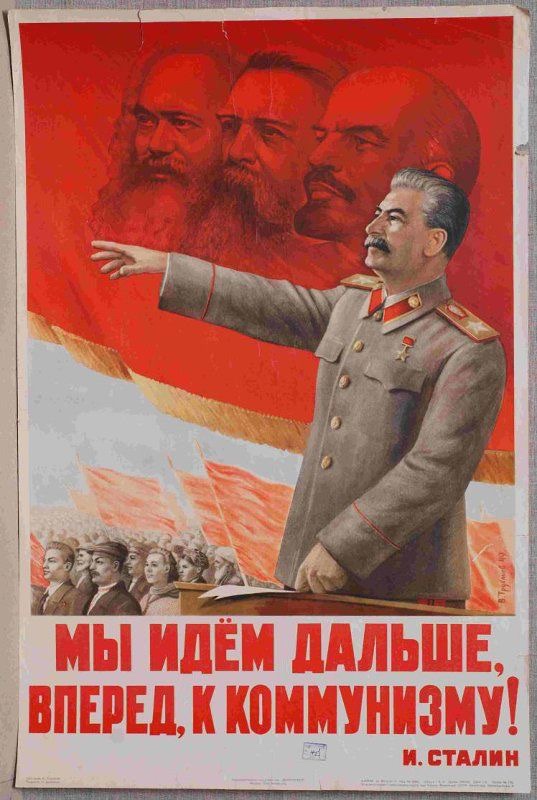 МЫ ИДЁМ ДАЛЬШЕ,
ВПЕРЕД, К КОММУНИЗМУ!
И. СТАЛИН